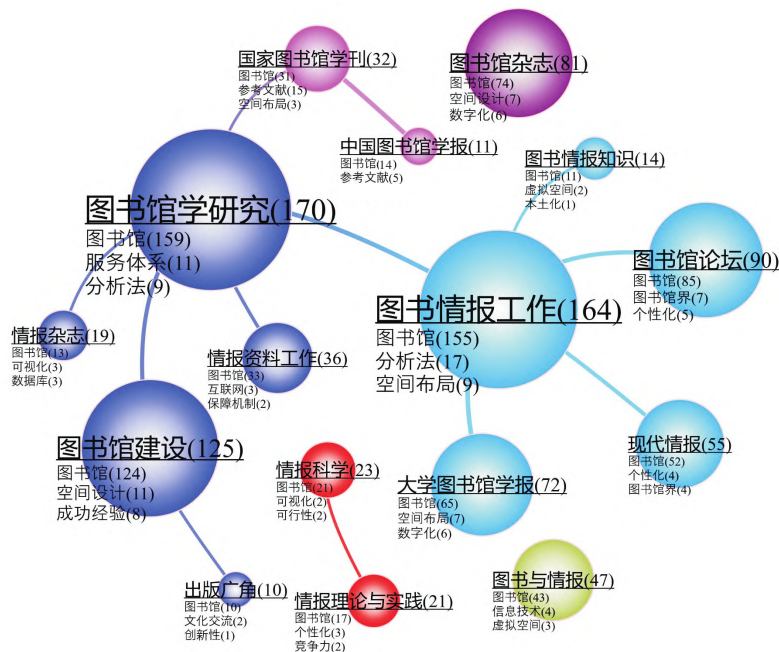 国家图书馆学刊(32)
图书馆(31)
参考文献(15)
空间布局(3)
图书馆杂志(81)
图书馆(74)
空间设计(7)
数字化(6)
中国图书馆学报(11)
图书馆(14)
参考文献(5)
图书情报知识(14)
图书馆(11)
虚拟空间(2)
本土化(1)
图书馆学研究(170)
图书馆(159)
服务体系(11)
分析法(9)
图书馆论坛(90)
图书馆(85)
图书馆界(7)
个性化(5)
图书情报工作(164)
图书馆(155)
分析法(17)
空间布局(9)
情报杂志(19)
图书馆(13)
可视化(3)
数据库(3)
情报资料工作(36)
图书馆(33)
互联网(3)
保障机制(2)
图书馆建设(125)
图书馆(124)
空间设计(11)
成功经验(8)
情报科学(23)
图书馆(21)
可视化(2)
可行性(2)
大学图书馆学报(72)
图书馆(65)
空间布局(7)
数字化(6)
现代情报(55)
图书馆(52)
个性化(4)
图书馆界(4)
出版广角(10)
图书馆(10)
文化交流(2)
创新性(1)
情报理论与实践(21)
图书馆(17)
个性化(3)
竞争力(2)
图书与情报(47)
图书馆(43)
信息技术(4)
虚拟空间(3)